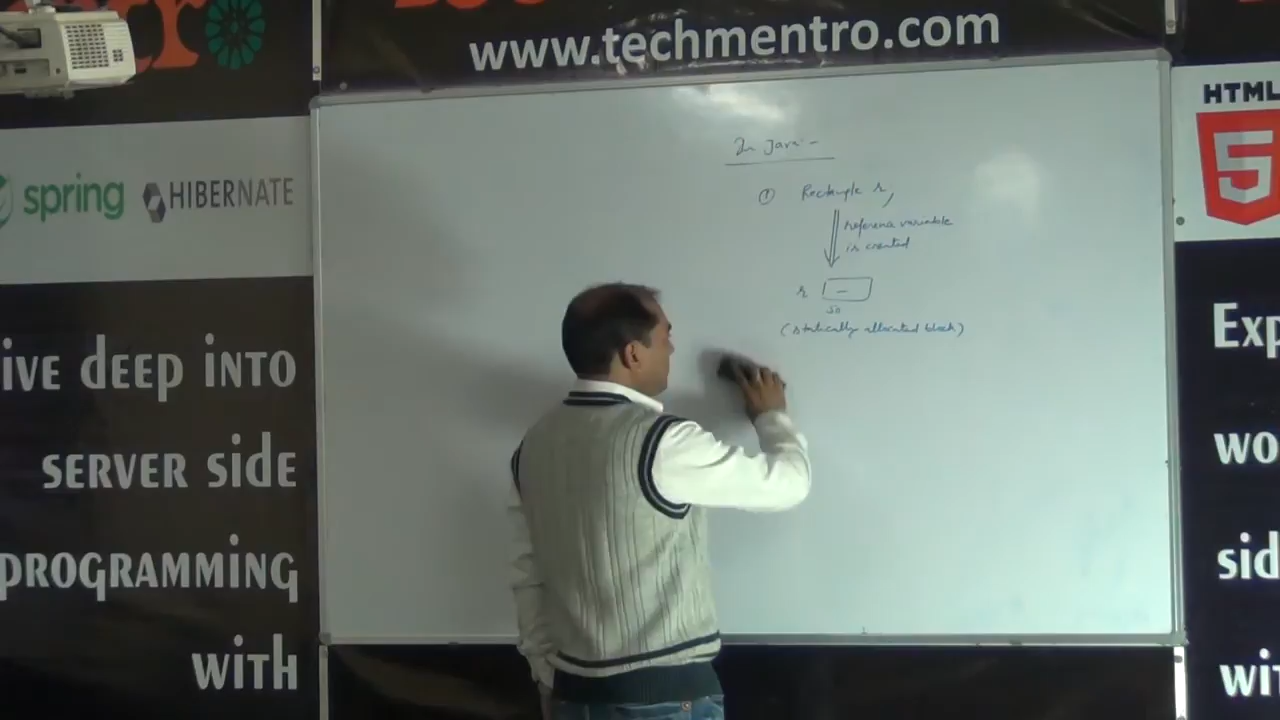 www.techmentro.com
HTML
5
spring
HIBERNATE
ive deep into
server side
programming
with
Exp
wo
sid
wit
In Java:-
① Rectangle r,
reference variable
is created
r -
50
(statically allocated block)